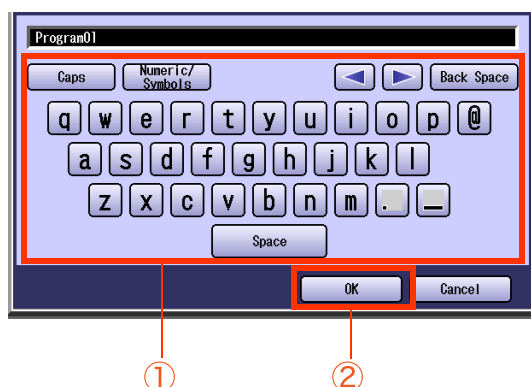 Program01
Caps Numeric/ Back Space
Symbols
q w e r t y u i o p @
a s d f g h j k l
z x c v b n m . _
Space
OK Cancel
① ②